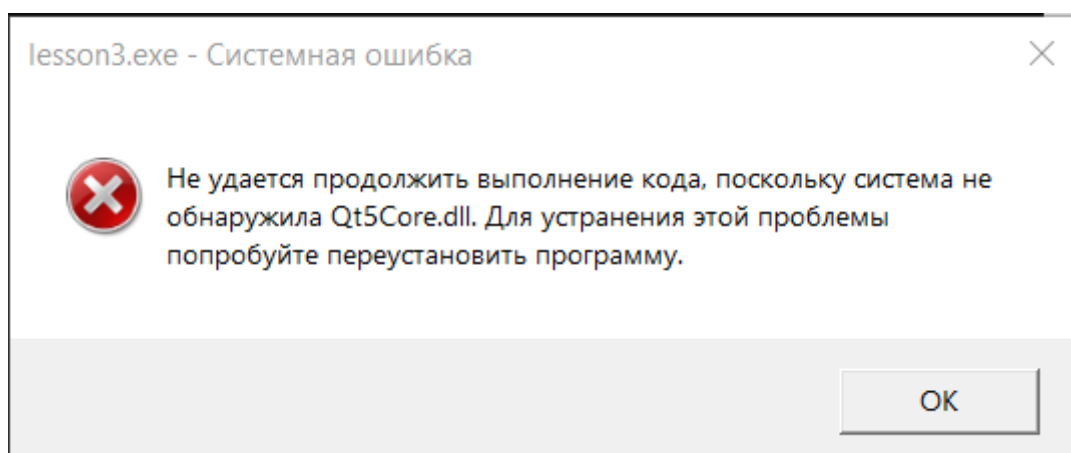 lesson3.exe - Системная ошибка
Не удается продолжить выполнение кода, поскольку система не
обнаружила Qt5Core.dll. Для устранения этой проблемы
попробуйте переустановить программу.
OK